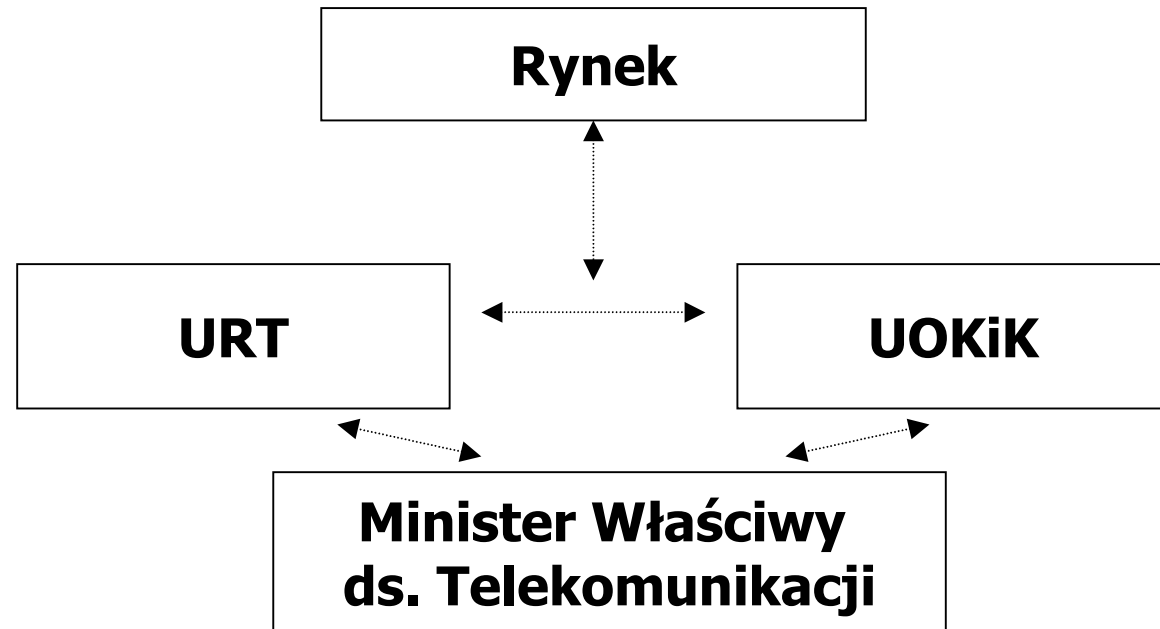 Rynek
URT
UOKiK
Minister Właściwy
ds. Telekomunikacji